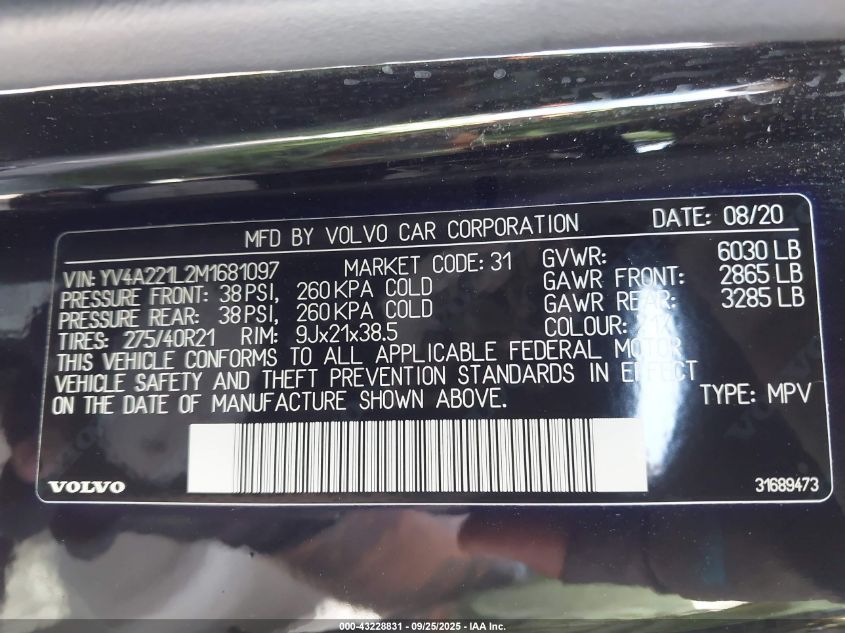 MFD BY VOLVO CAR CORPORATION DATE: 08/20
VIN: YV4A221L2M1681097 MARKET CODE: 31 GVWR: 6030 LB
PRESSURE FRONT: 38 PSI, 260 KPA COLD GAWR FRONT: 2865 LB
PRESSURE REAR: 38 PSI, 260 KPA COLD GAWR REAR: 3285 LB
TIRES: 275/40R21 RIM: 9Jx21x38.5 COLOUR:
THIS VEHICLE CONFORMS TO ALL APPLICABLE FEDERAL MOTOR
VEHICLE SAFETY AND THEFT PREVENTION STANDARDS IN EFFECT
ON THE DATE OF MANUFACTURE SHOWN ABOVE. TYPE: MPV
VOLVO 31689473
000-43228831 - 09/25/2025 - IAA Inc.